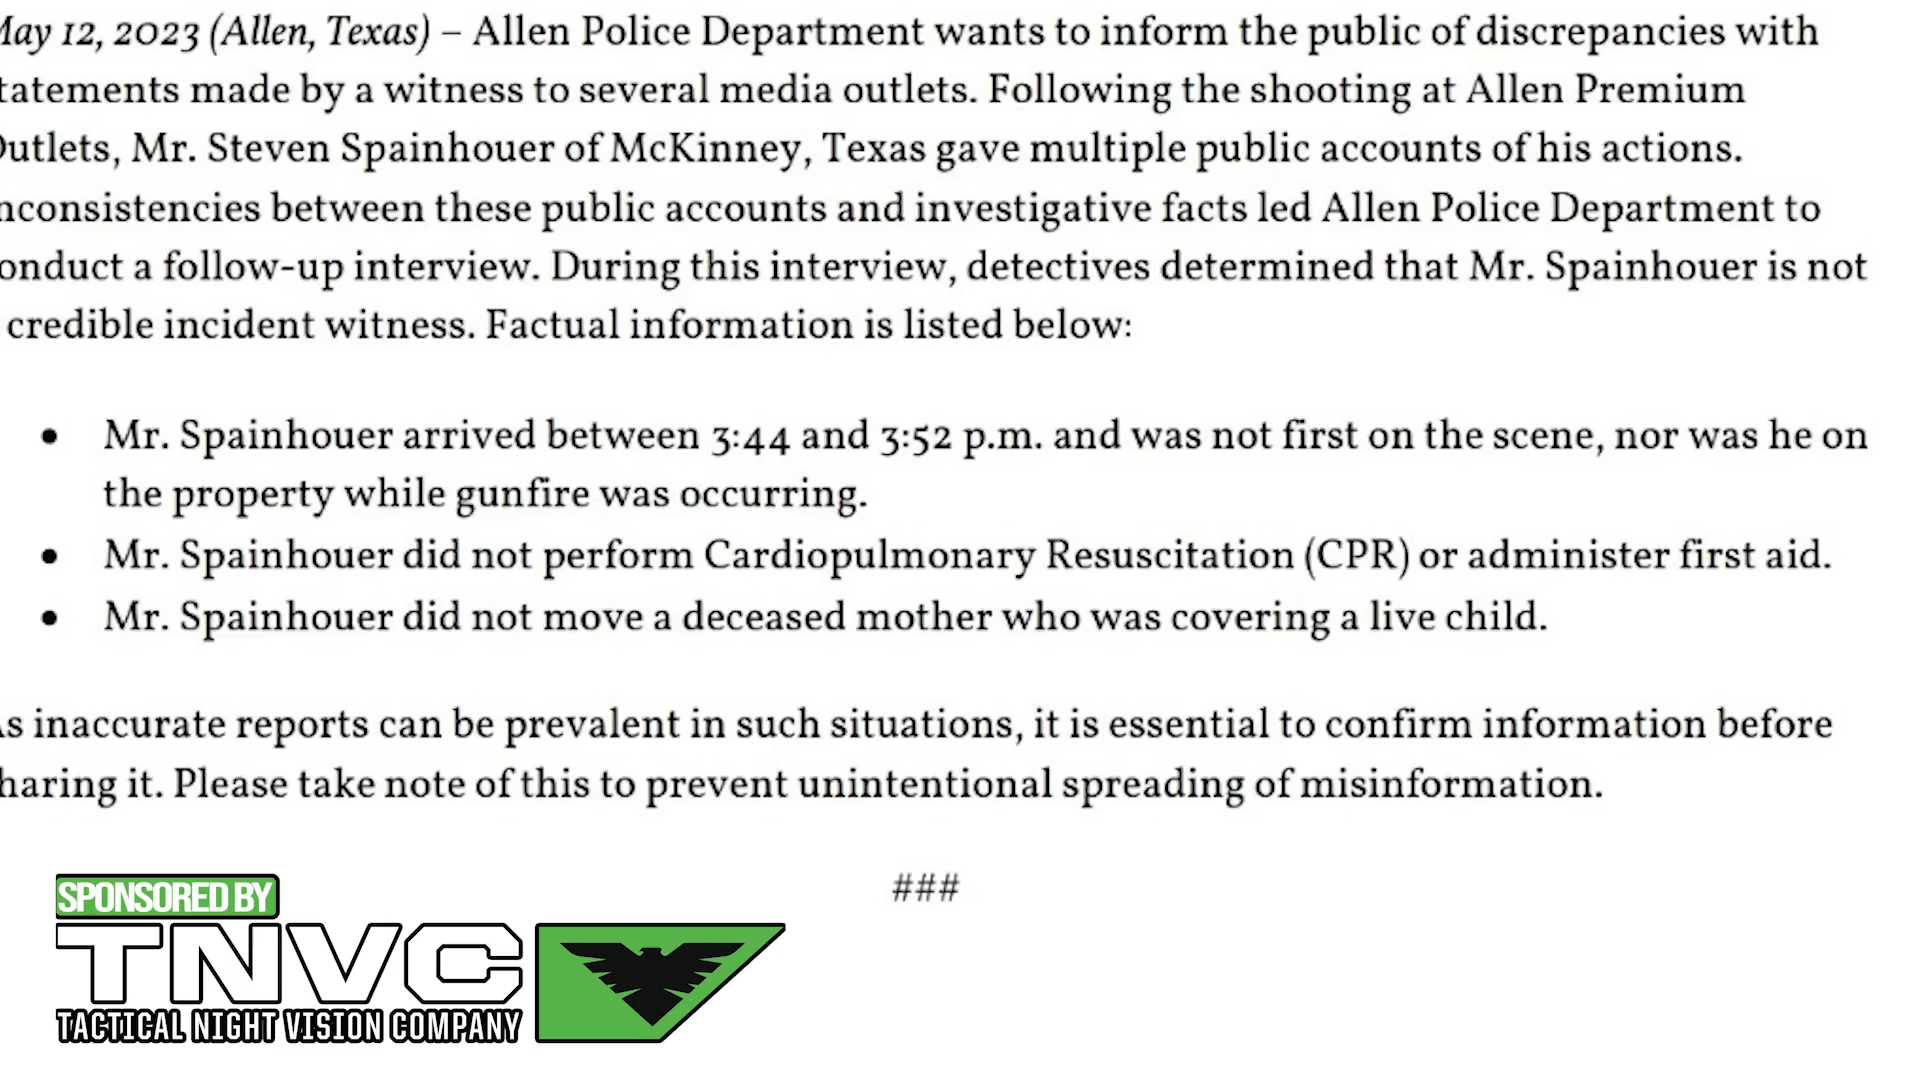 May 12, 2023 (Allen, Texas) – Allen Police Department wants to inform the public of discrepancies with
tatements made by a witness to several media outlets. Following the shooting at Allen Premium
Outlets, Mr. Steven Spainhouer of McKinney, Texas gave multiple public accounts of his actions.
nconsistencies between these public accounts and investigative facts led Allen Police Department to
onduct a follow-up interview. During this interview, detectives determined that Mr. Spainhouer is not
credible incident witness. Factual information is listed below:
• Mr. Spainhouer arrived between 3:44 and 3:52 p.m. and was not first on the scene, nor was he on
the property while gunfire was occurring.
• Mr. Spainhouer did not perform Cardiopulmonary Resuscitation (CPR) or administer first aid.
• Mr. Spainhouer did not move a deceased mother who was covering a live child.
As inaccurate reports can be prevalent in such situations, it is essential to confirm information before
haring it. Please take note of this to prevent unintentional spreading of misinformation.
###
SPONSORED BY
TNVC
TACTICAL NIGHT VISION COMPANY